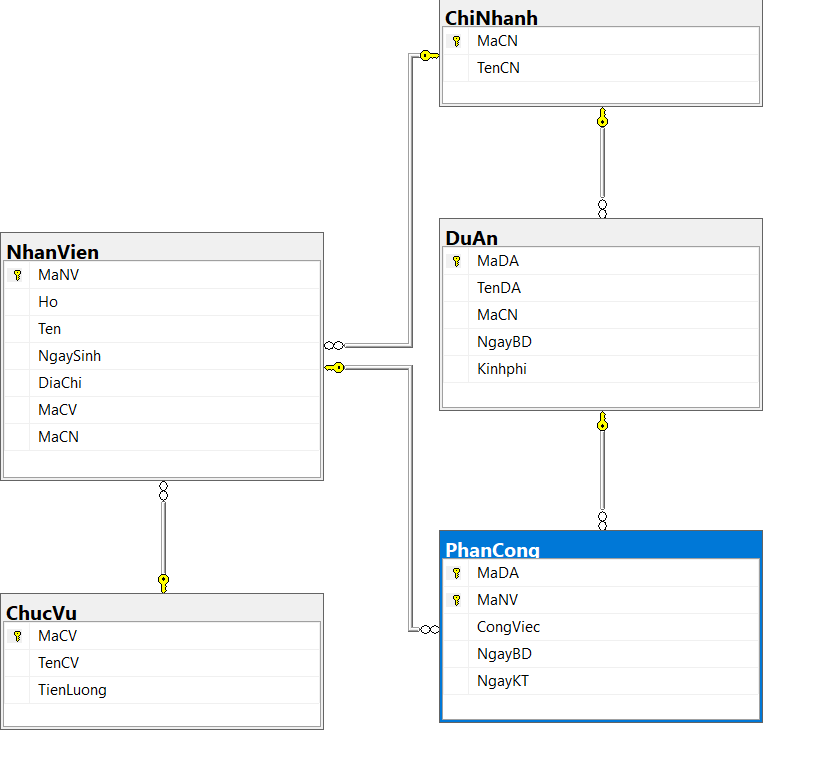 ChiNhanh
MaCN
TenCN
NhanVien
MaNV
Ho
Ten
NgaySinh
DiaChi
MaCV
MaCN
DuAn
MaDA
TenDA
MaCN
NgayBD
Kinhphi
ChucVu
MaCV
TenCV
TienLuong
PhanCong
MaDA
MaNV
CongViec
NgayBD
NgayKT